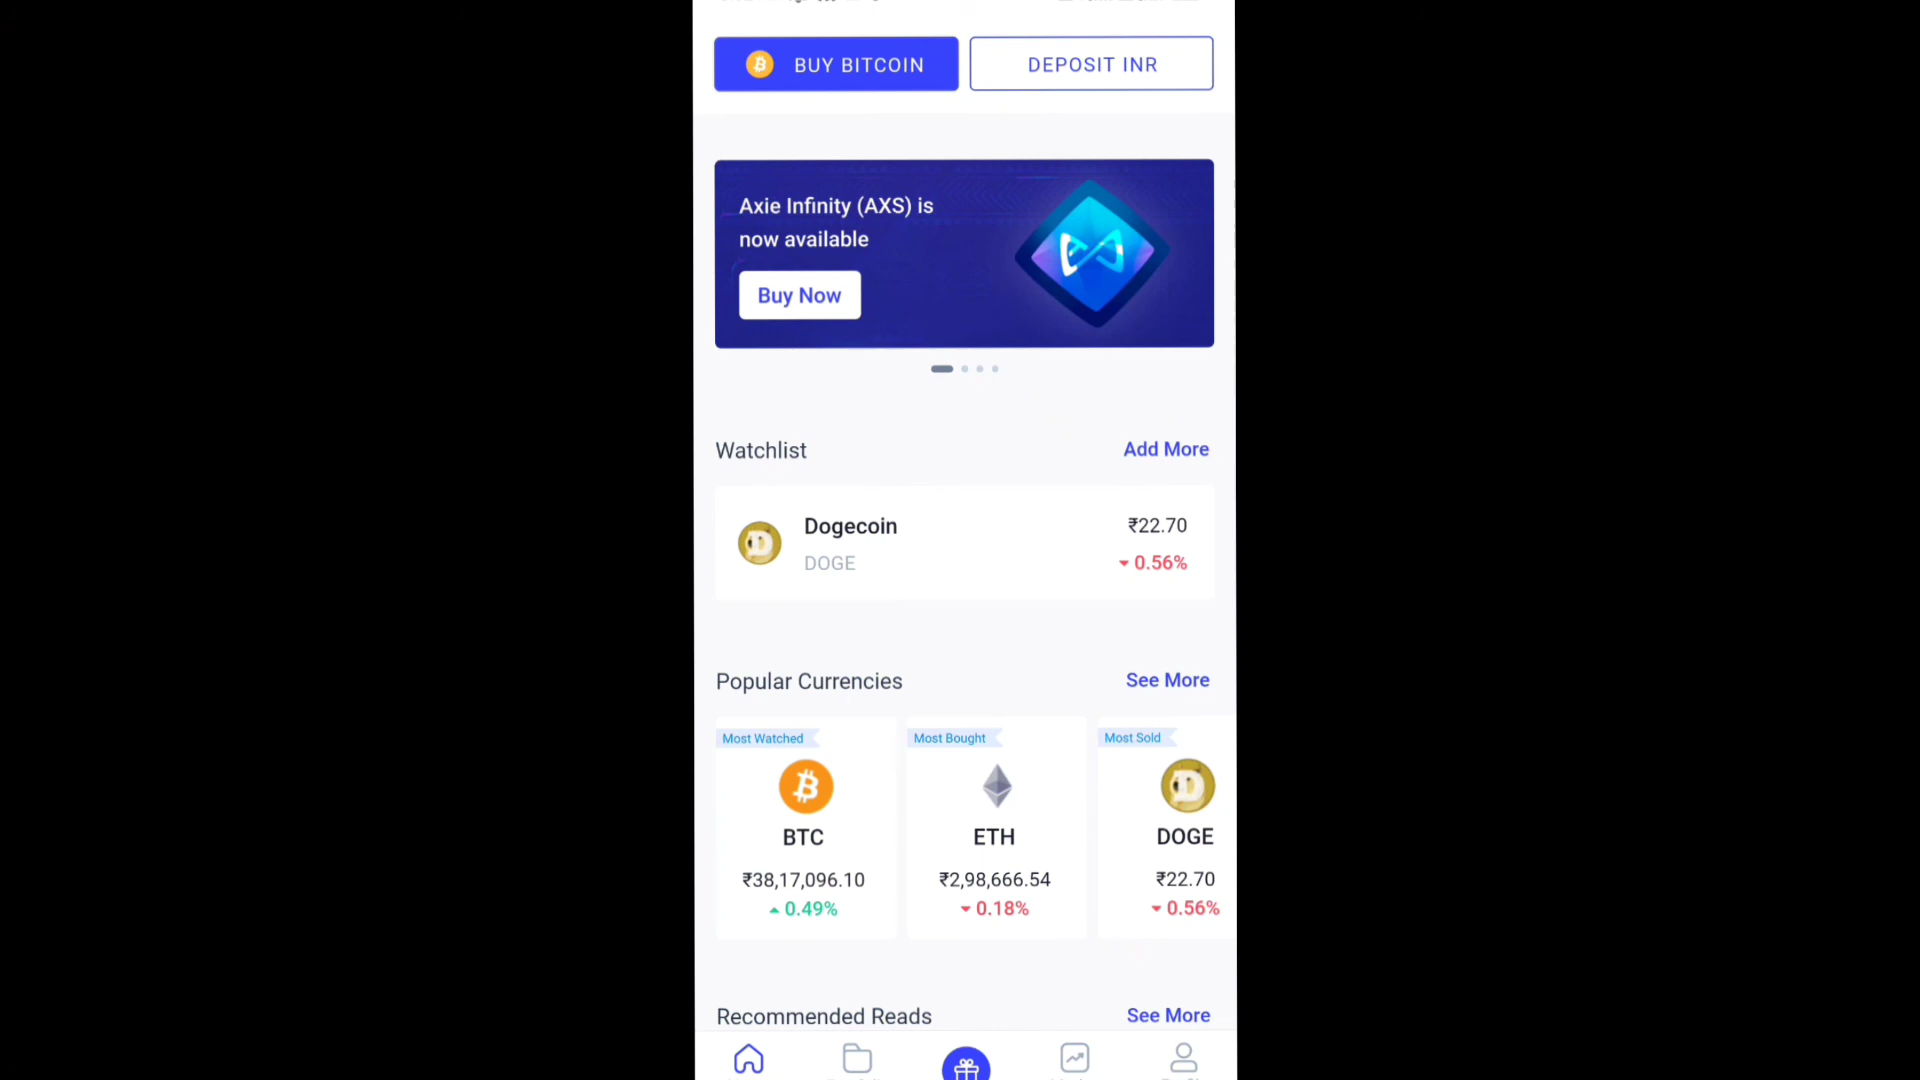 BUY BITCOIN
DEPOSIT INR
Axie Infinity (AXS) is
now available
Buy Now
Watchlist
Add More
Dogecoin
₹22.70
DOGE
0.56%
Popular Currencies
See More
Most Watched
Most Bought
Most Sold
BTC
ETH
DOGE
₹38,17,096.10
₹2,98,666.54
₹22.70
0.49%
0.18%
0.56%
Recommended Reads
See More